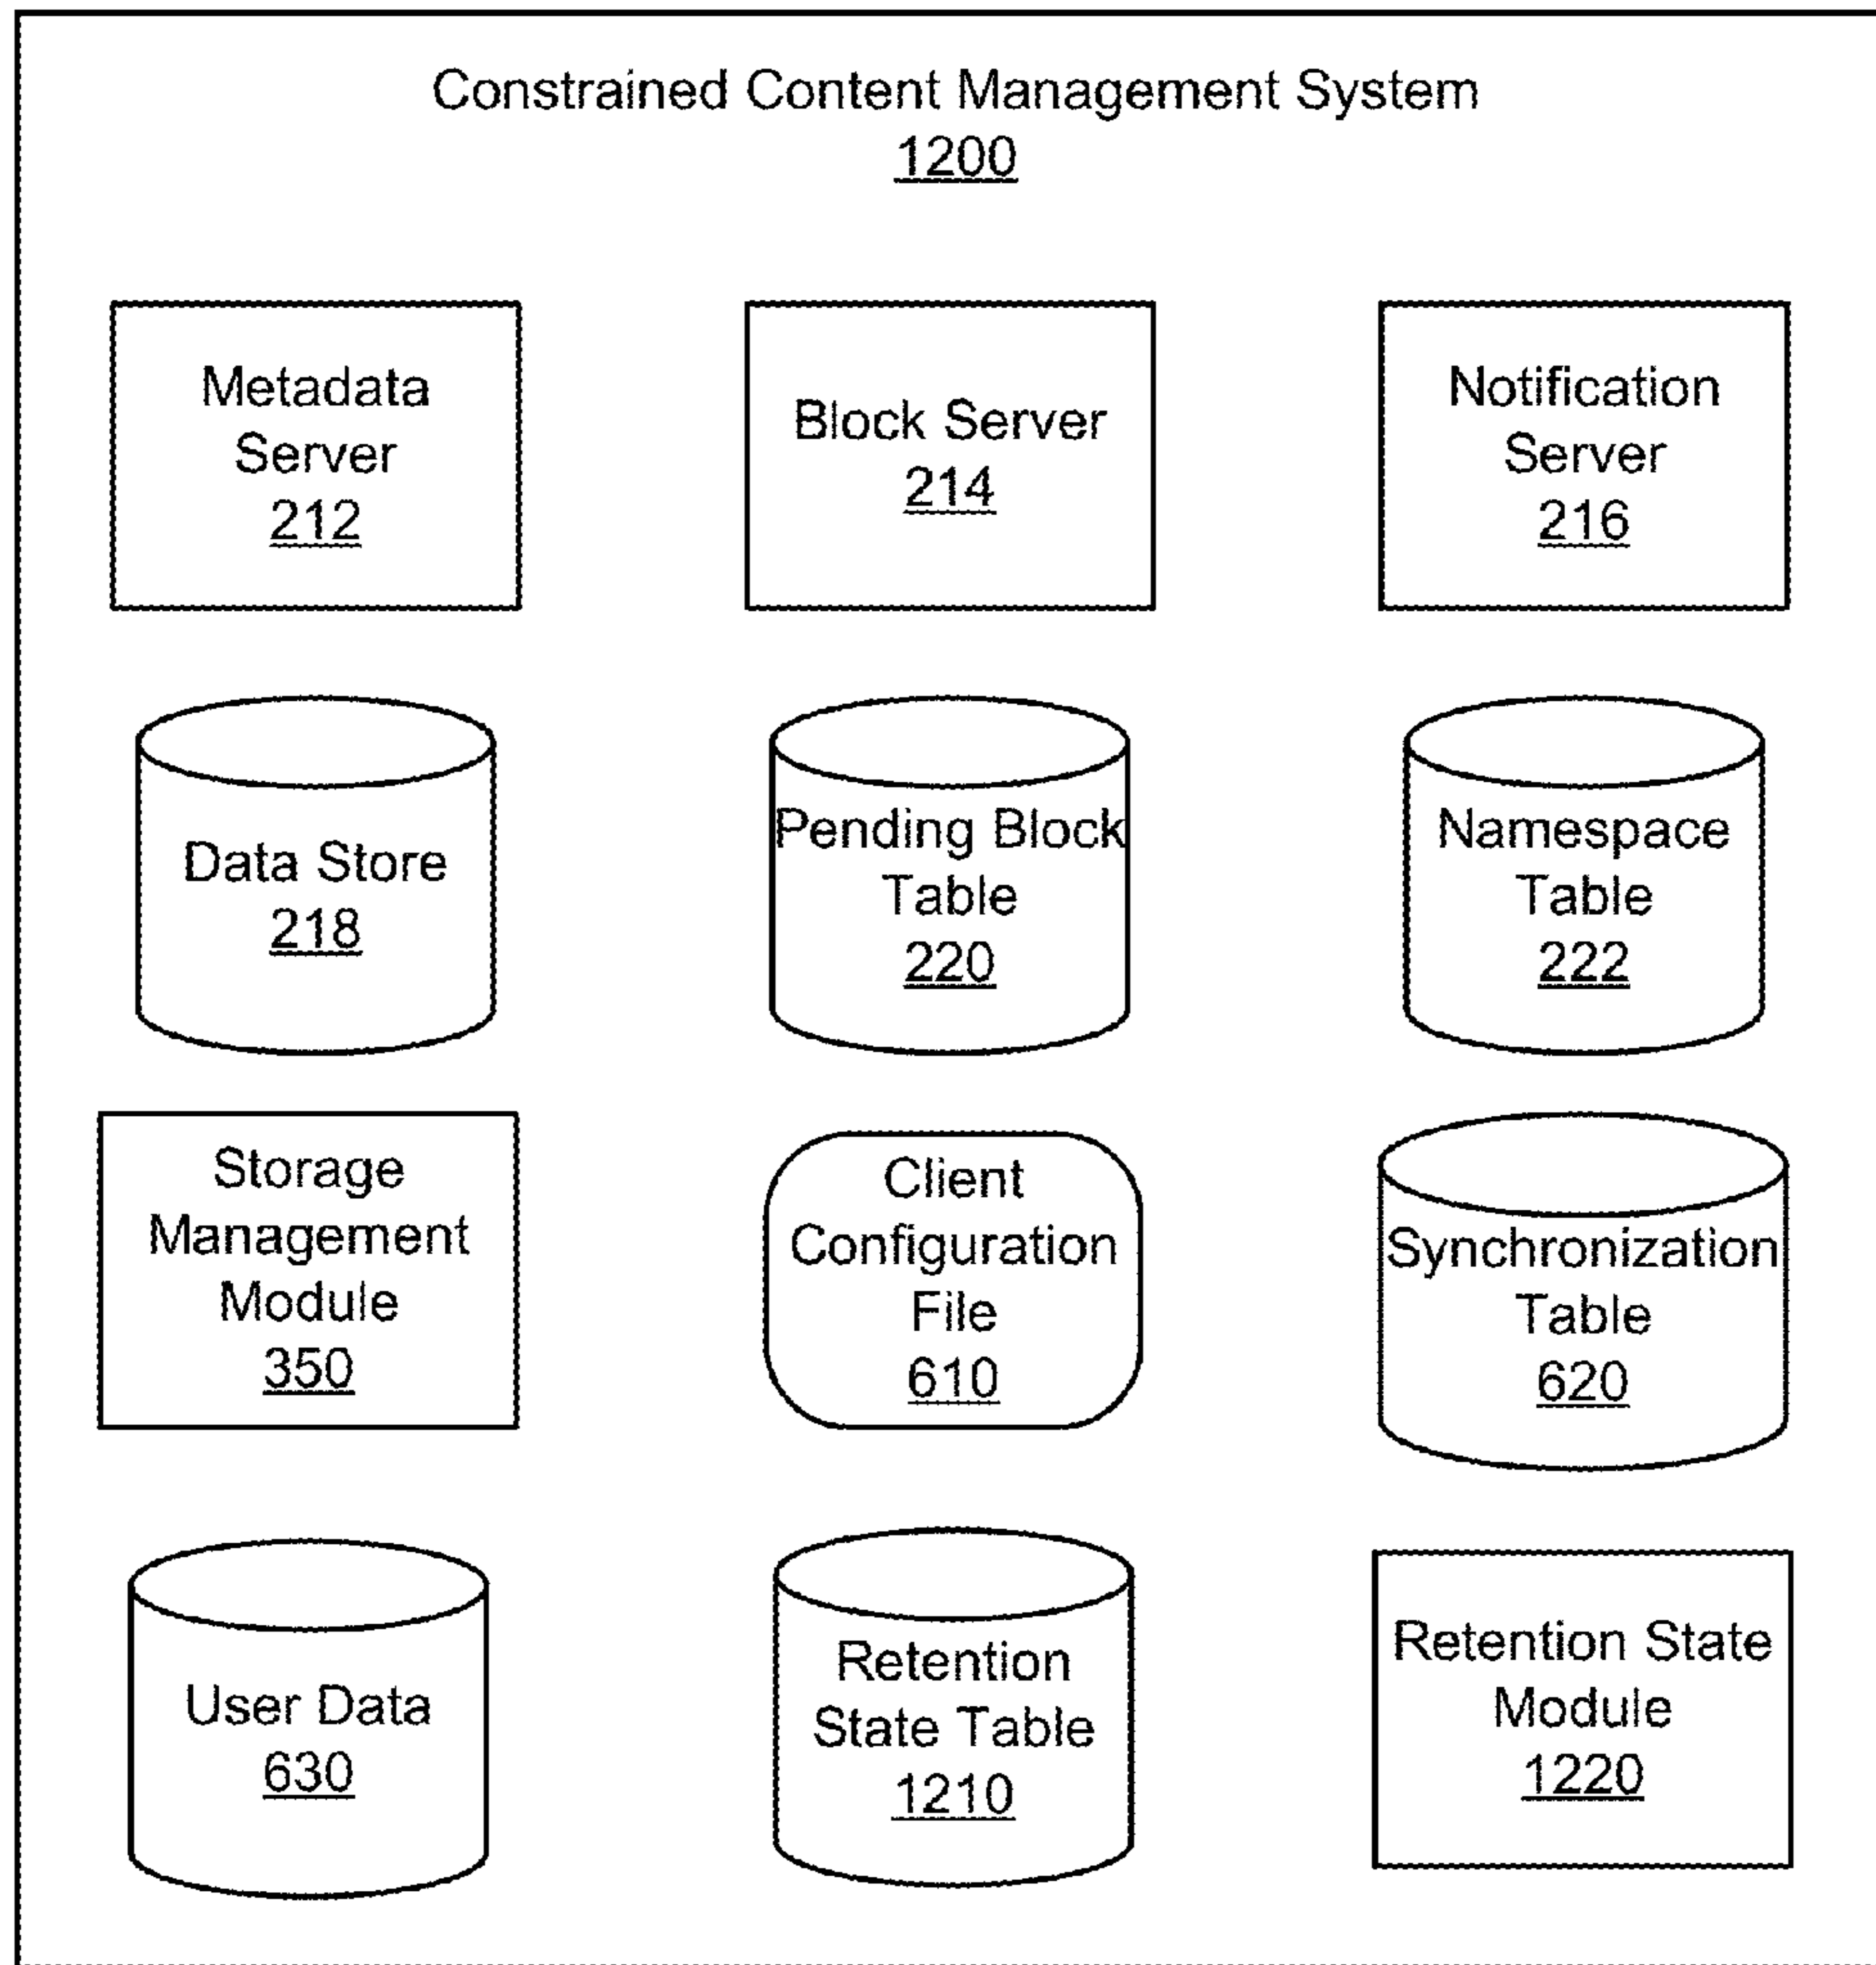 Constrained Content Management System
1200
Metadata
Server
212
Block Server
214
Notification
Server
216
Data Store
218
Pending Block
Table
220
Namespace
Table
222
Storage
Management
Module
350
Client
Configuration
File
610
Synchronization
Table
620
User Data
630
Retention
State Table
1210
Retention State
Module
1220